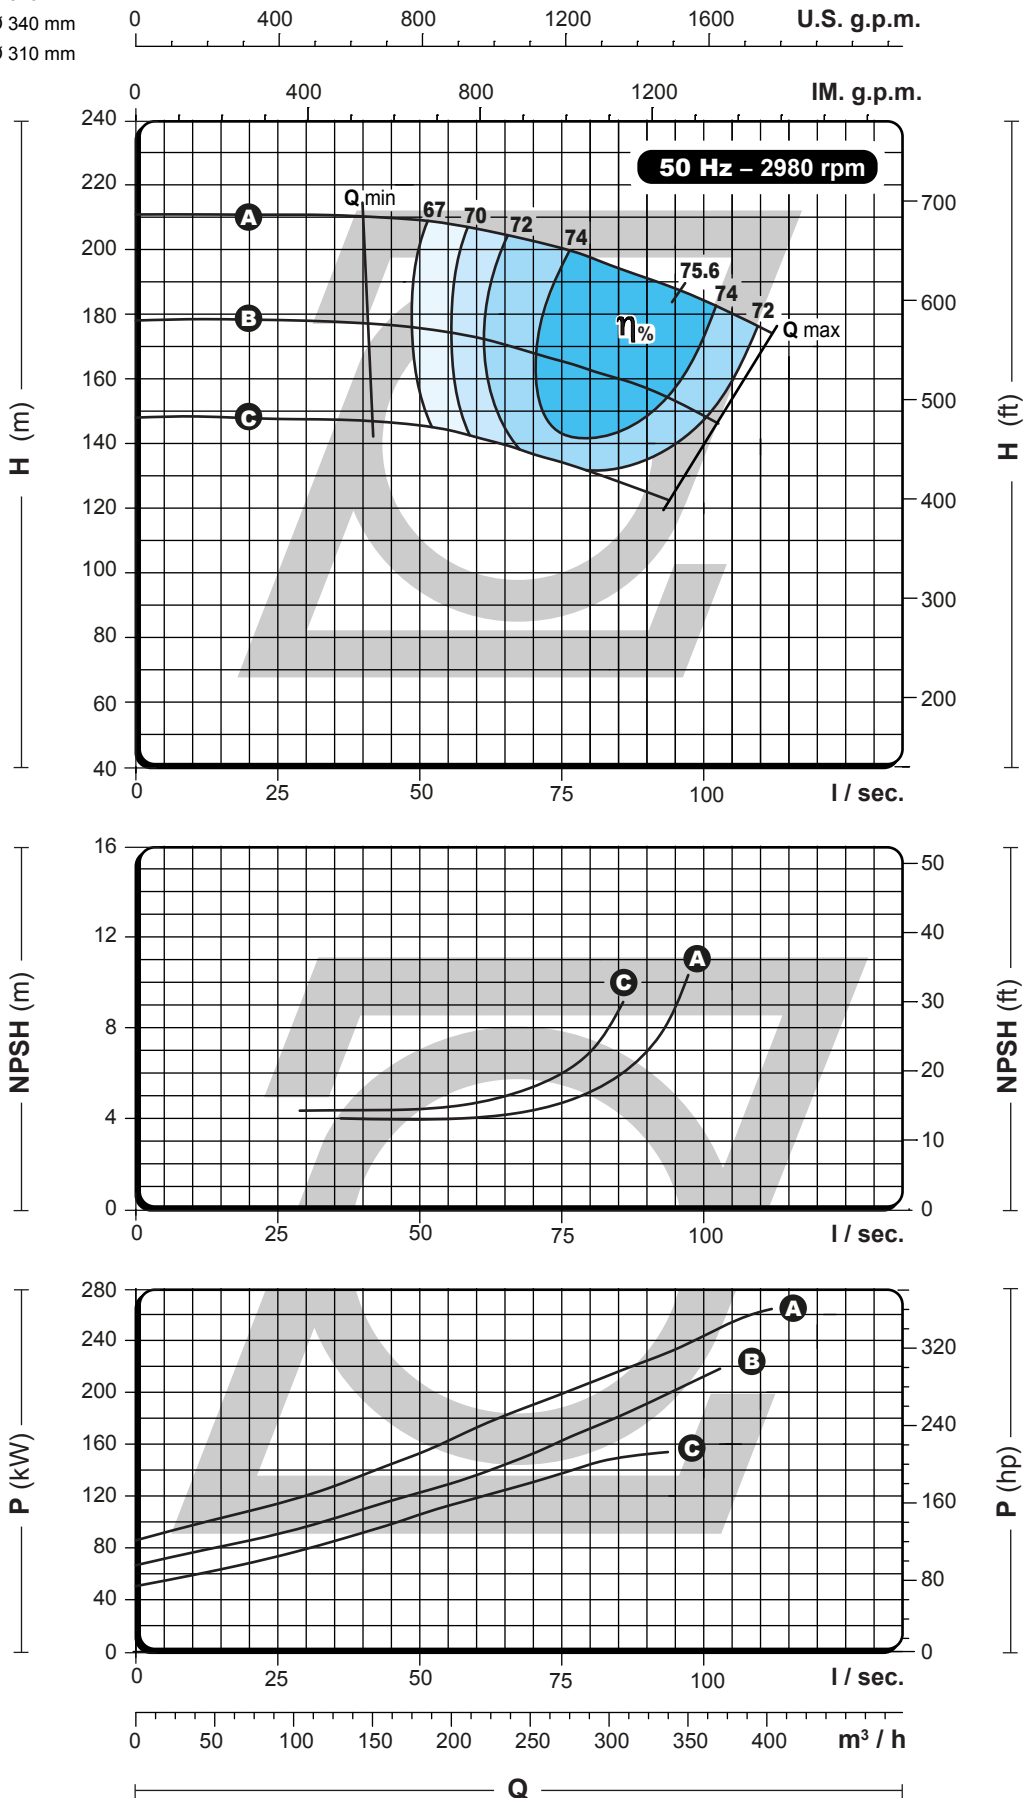 Ø 340 mm
Ø 310 mm
0 400 800 1200 1600 U.S. g.p.m.
0 400 800 1200 IM. g.p.m.
50 Hz – 2980 rpm
240
220
200
180
160
140
120
100
80
60
40
H (m)
700
600
500
400
300
200
H (ft)
Q min
67 70 72 74 75.6 74 72
Q max
η%
A
B
C
0 25 50 75 100 l / sec.
16
12
8
4
0
NPSH (m)
50
40
30
20
10
0
NPSH (ft)
C
A
0 25 50 75 100 l / sec.
280
240
200
160
120
80
40
0
P (kW)
320
240
160
80
0
P (hp)
A
B
C
0 25 50 75 100 l / sec.
0 50 100 150 200 250 300 350 400 m³ / h
Q